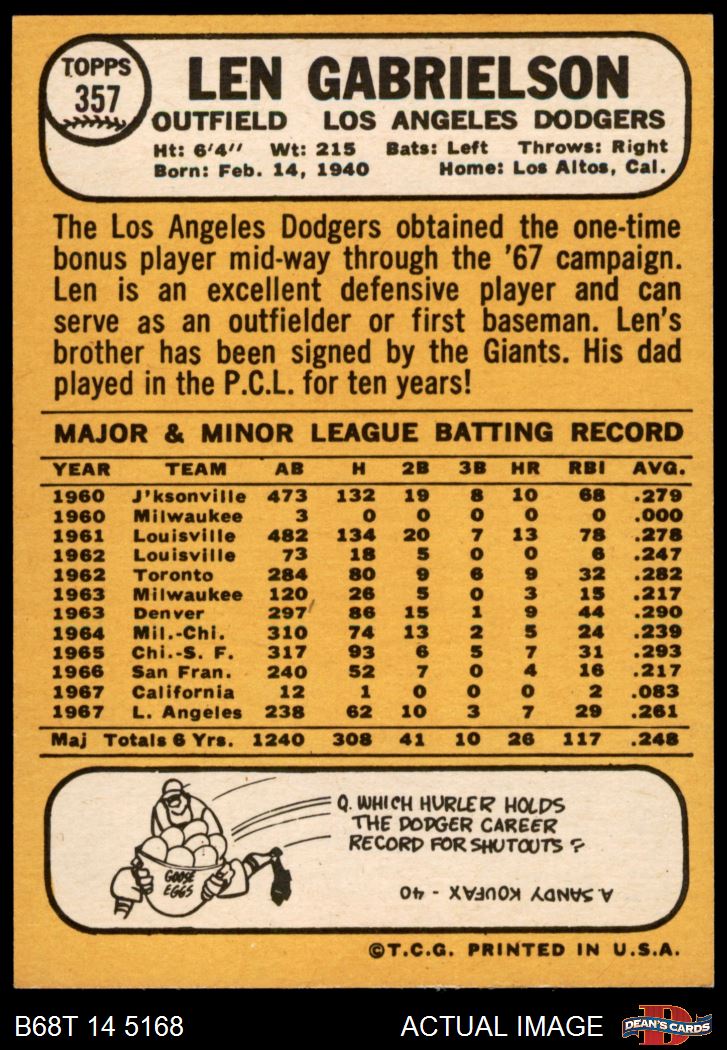 TOPPS
357
LEN GABRIELSON
OUTFIELD LOS ANGELES DODGERS
Ht: 6'4" Wt: 215 Bats: Left Throws: Right
Born: Feb. 14, 1940 Home: Los Altos, Cal.
The Los Angeles Dodgers obtained the one-time
bonus player mid-way through the '67 campaign.
Len is an excellent defensive player and can
serve as an outfielder or first baseman. Len's
brother has been signed by the Giants. His dad
played in the P.C.L. for ten years!
MAJOR & MINOR LEAGUE BATTING RECORD
YEAR TEAM AB H 2B 3B HR RBI AVG.
1960 J'ksonville 473 132 19 8 10 68 .279
1960 Milwaukee 3 0 0 0 0 0 .000
1961 Louisville 482 134 20 7 13 78 .278
1962 Louisville 73 18 5 0 0 6 .247
1962 Toronto 284 80 9 6 9 32 .282
1963 Milwaukee 120 26 5 0 3 15 .217
1963 Denver 297 86 15 1 9 44 .290
1964 Mil.-Chi. 310 74 13 2 5 24 .239
1965 Chi.-S. F. 317 93 6 5 7 31 .293
1966 San Fran. 240 52 7 0 4 16 .217
1967 California 12 1 0 0 0 2 .083
1967 L. Angeles 238 62 10 3 7 29 .261
Maj Totals 6 Yrs. 1240 308 41 10 26 117 .248
Q. WHICH HURLER HOLDS
THE DODGER CAREER
RECORD FOR SHUTOUTS?
GOOSE
EGGS
A. SANDY KOUFAX - 40
©T.C.G. PRINTED IN U.S.A.
B68T 14 5168 ACTUAL IMAGE
D
DEAN'S CARDS